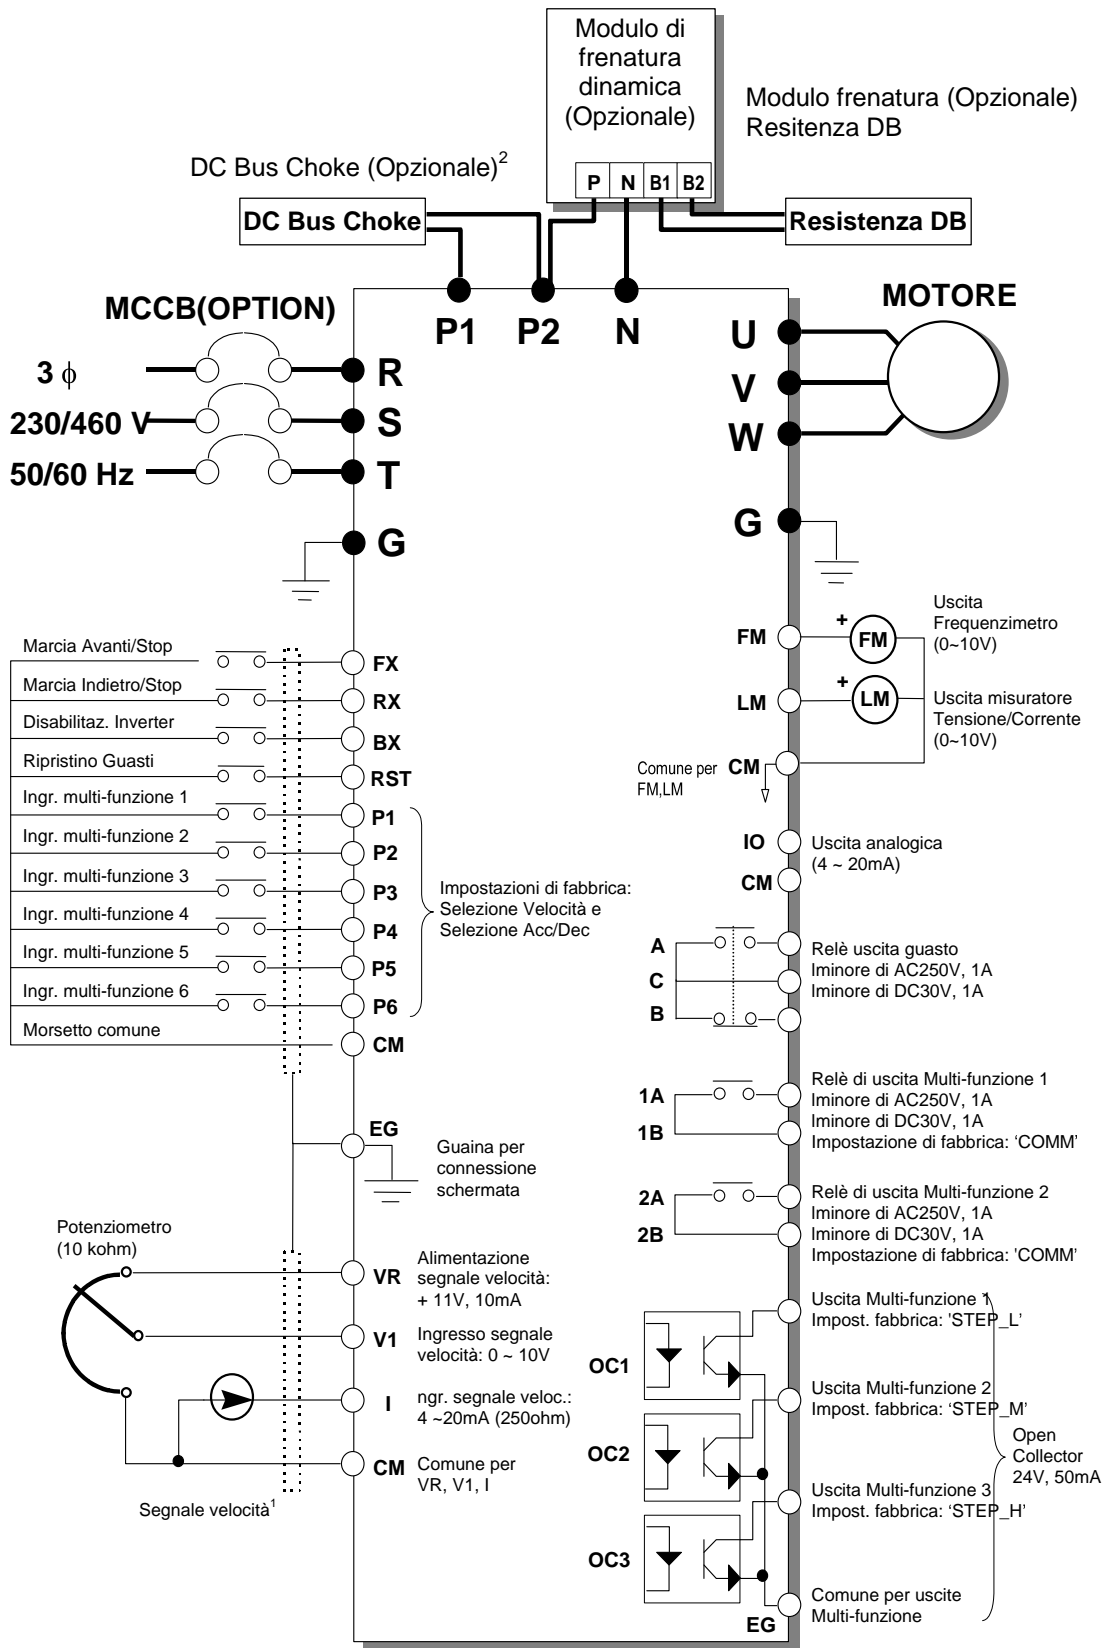 Modulo di
frenatura
dinamica
(Opzionale)
Modulo frenatura (Opzionale)
Resitenza DB
DC Bus Choke (Opzionale)2
P N B1 B2
DC Bus Choke
Resistenza DB
MCCB(OPTION)
MOTORE
P1 P2 N
U
3 ϕ
R
V
230/460 V
S
W
50/60 Hz
T
G
G
Marcia Avanti/Stop
FX
Marcia Indietro/Stop
RX
Disabilitaz. Inverter
BX
Ripristino Guasti
RST
Ingr. multi-funzione 1
P1
Ingr. multi-funzione 2
P2
Ingr. multi-funzione 3
P3
Ingr. multi-funzione 4
P4
Ingr. multi-funzione 5
P5
Ingr. multi-funzione 6
P6
Morsetto comune
CM
Impostazioni di fabbrica:
Selezione Velocità e
Selezione Acc/Dec
FM
+
FM
Uscita
Frequenzimetro
(0~10V)
LM
+
LM
Uscita misuratore
Tensione/Corrente
(0~10V)
Comune per
FM,LM
CM
IO
Uscita analogica
(4 ~ 20mA)
CM
A
C
B
Relè uscita guasto
Iminore di AC250V, 1A
Iminore di DC30V, 1A
1A
1B
Relè di uscita Multi-funzione 1
Iminore di AC250V, 1A
Iminore di DC30V, 1A
Impostazione di fabbrica: ‘COMM’
EG
Guaina per
connessione
schermata
2A
2B
Relè di uscita Multi-funzione 2
Iminore di AC250V, 1A
Iminore di DC30V, 1A
Impostazione di fabbrica: 'COMM’
Potenziometro
(10 kohm)
VR
Alimentazione
segnale velocità:
+ 11V, 10mA
V1
Ingresso segnale
velocità: 0 ~ 10V
I
ngr. segnale veloc.:
4 ~20mA (250ohm)
CM
Comune per
VR, V1, I
Segnale velocità1
OC1
Uscita Multi-funzione 1
Impost. fabbrica: 'STEP_L’
OC2
Uscita Multi-funzione 2
Impost. fabbrica: ‘STEP_M’
Open
Collector
24V, 50mA
OC3
Uscita Multi-funzione 3
Impost. fabbrica: ‘STEP_H’
EG
Comune per uscite
Multi-funzione